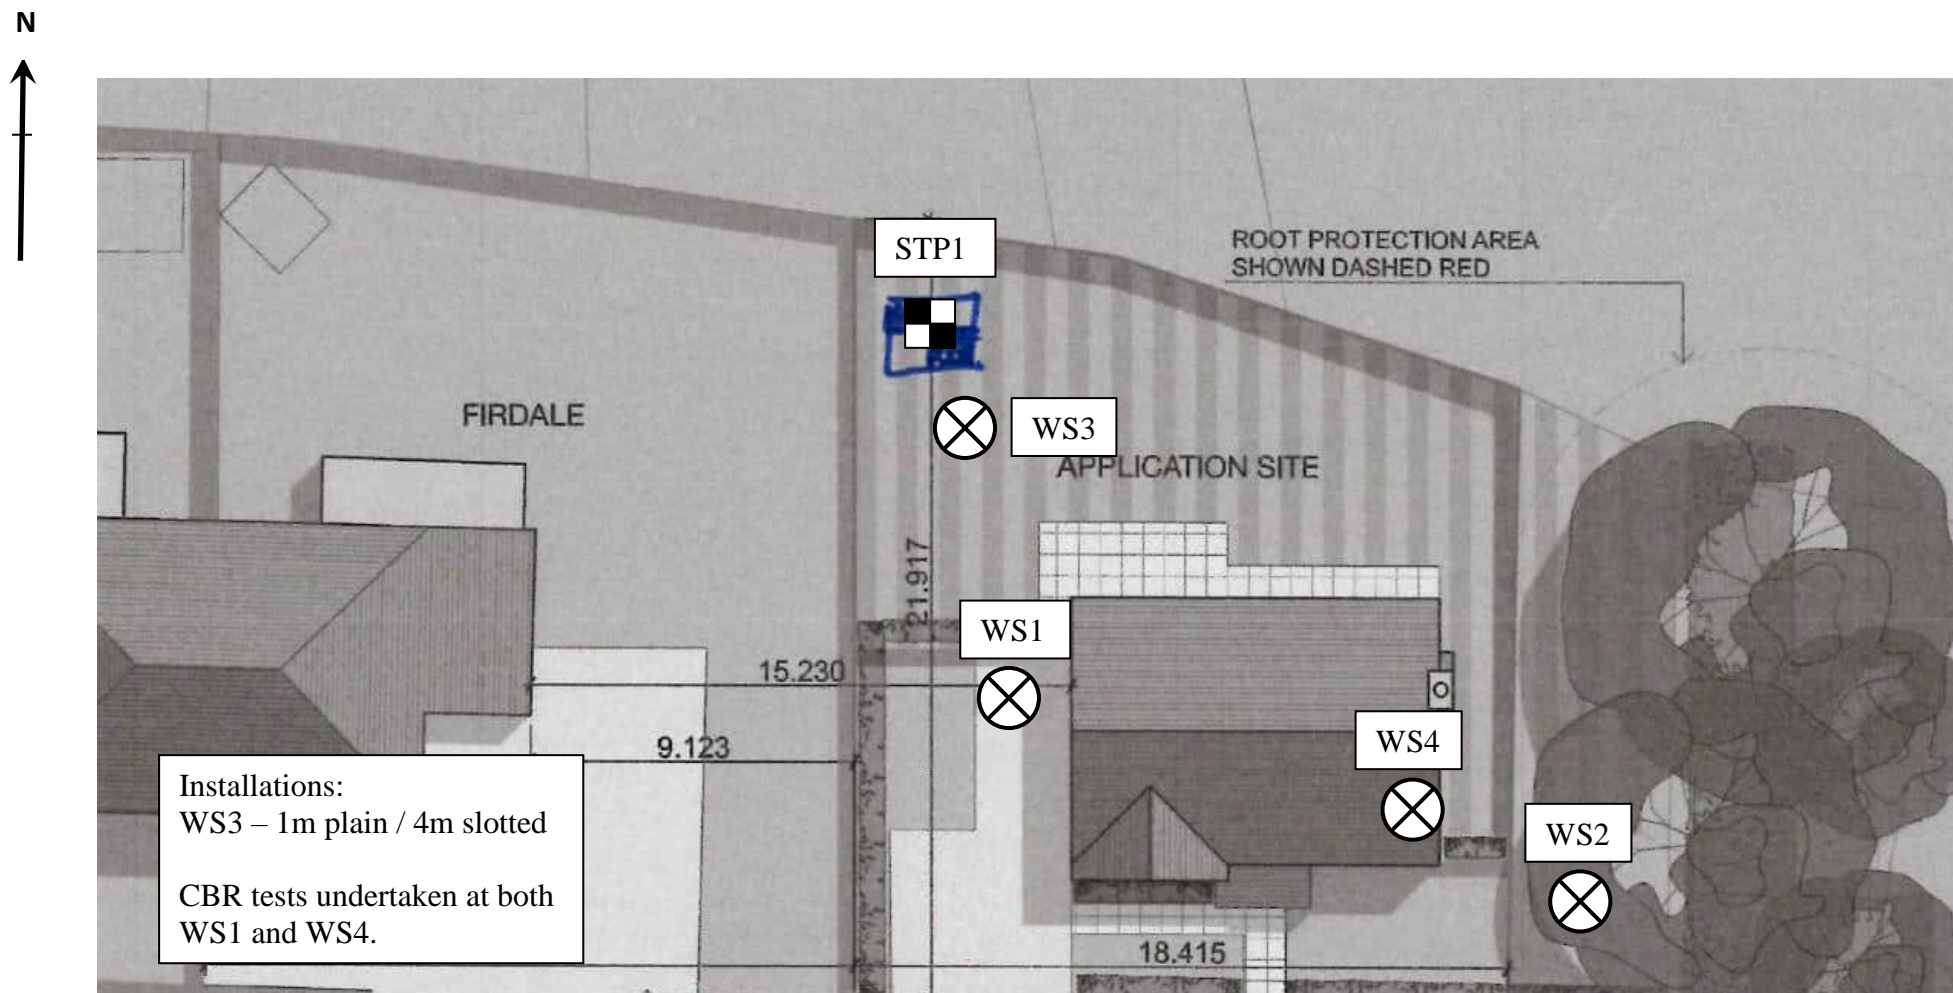 N
STP1
ROOT PROTECTION AREA
SHOWN DASHED RED
FIRDALE
WS3
APPLICATION SITE
21.917
WS1
15.230
9.123
WS4
WS2
Installations:
WS3 – 1m plain / 4m slotted
CBR tests undertaken at both
WS1 and WS4.
18.415